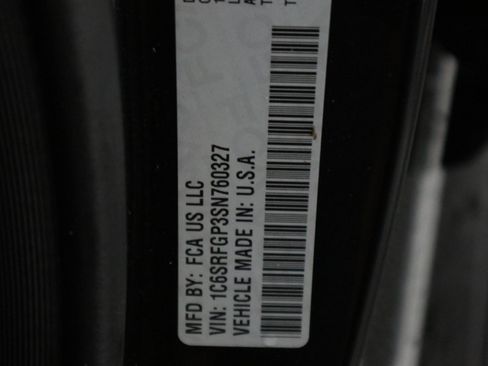 MFD BY: FCA US LLC
VIN: 1C6SRFGP3SN760327
VEHICLE MADE IN: U.S.A.